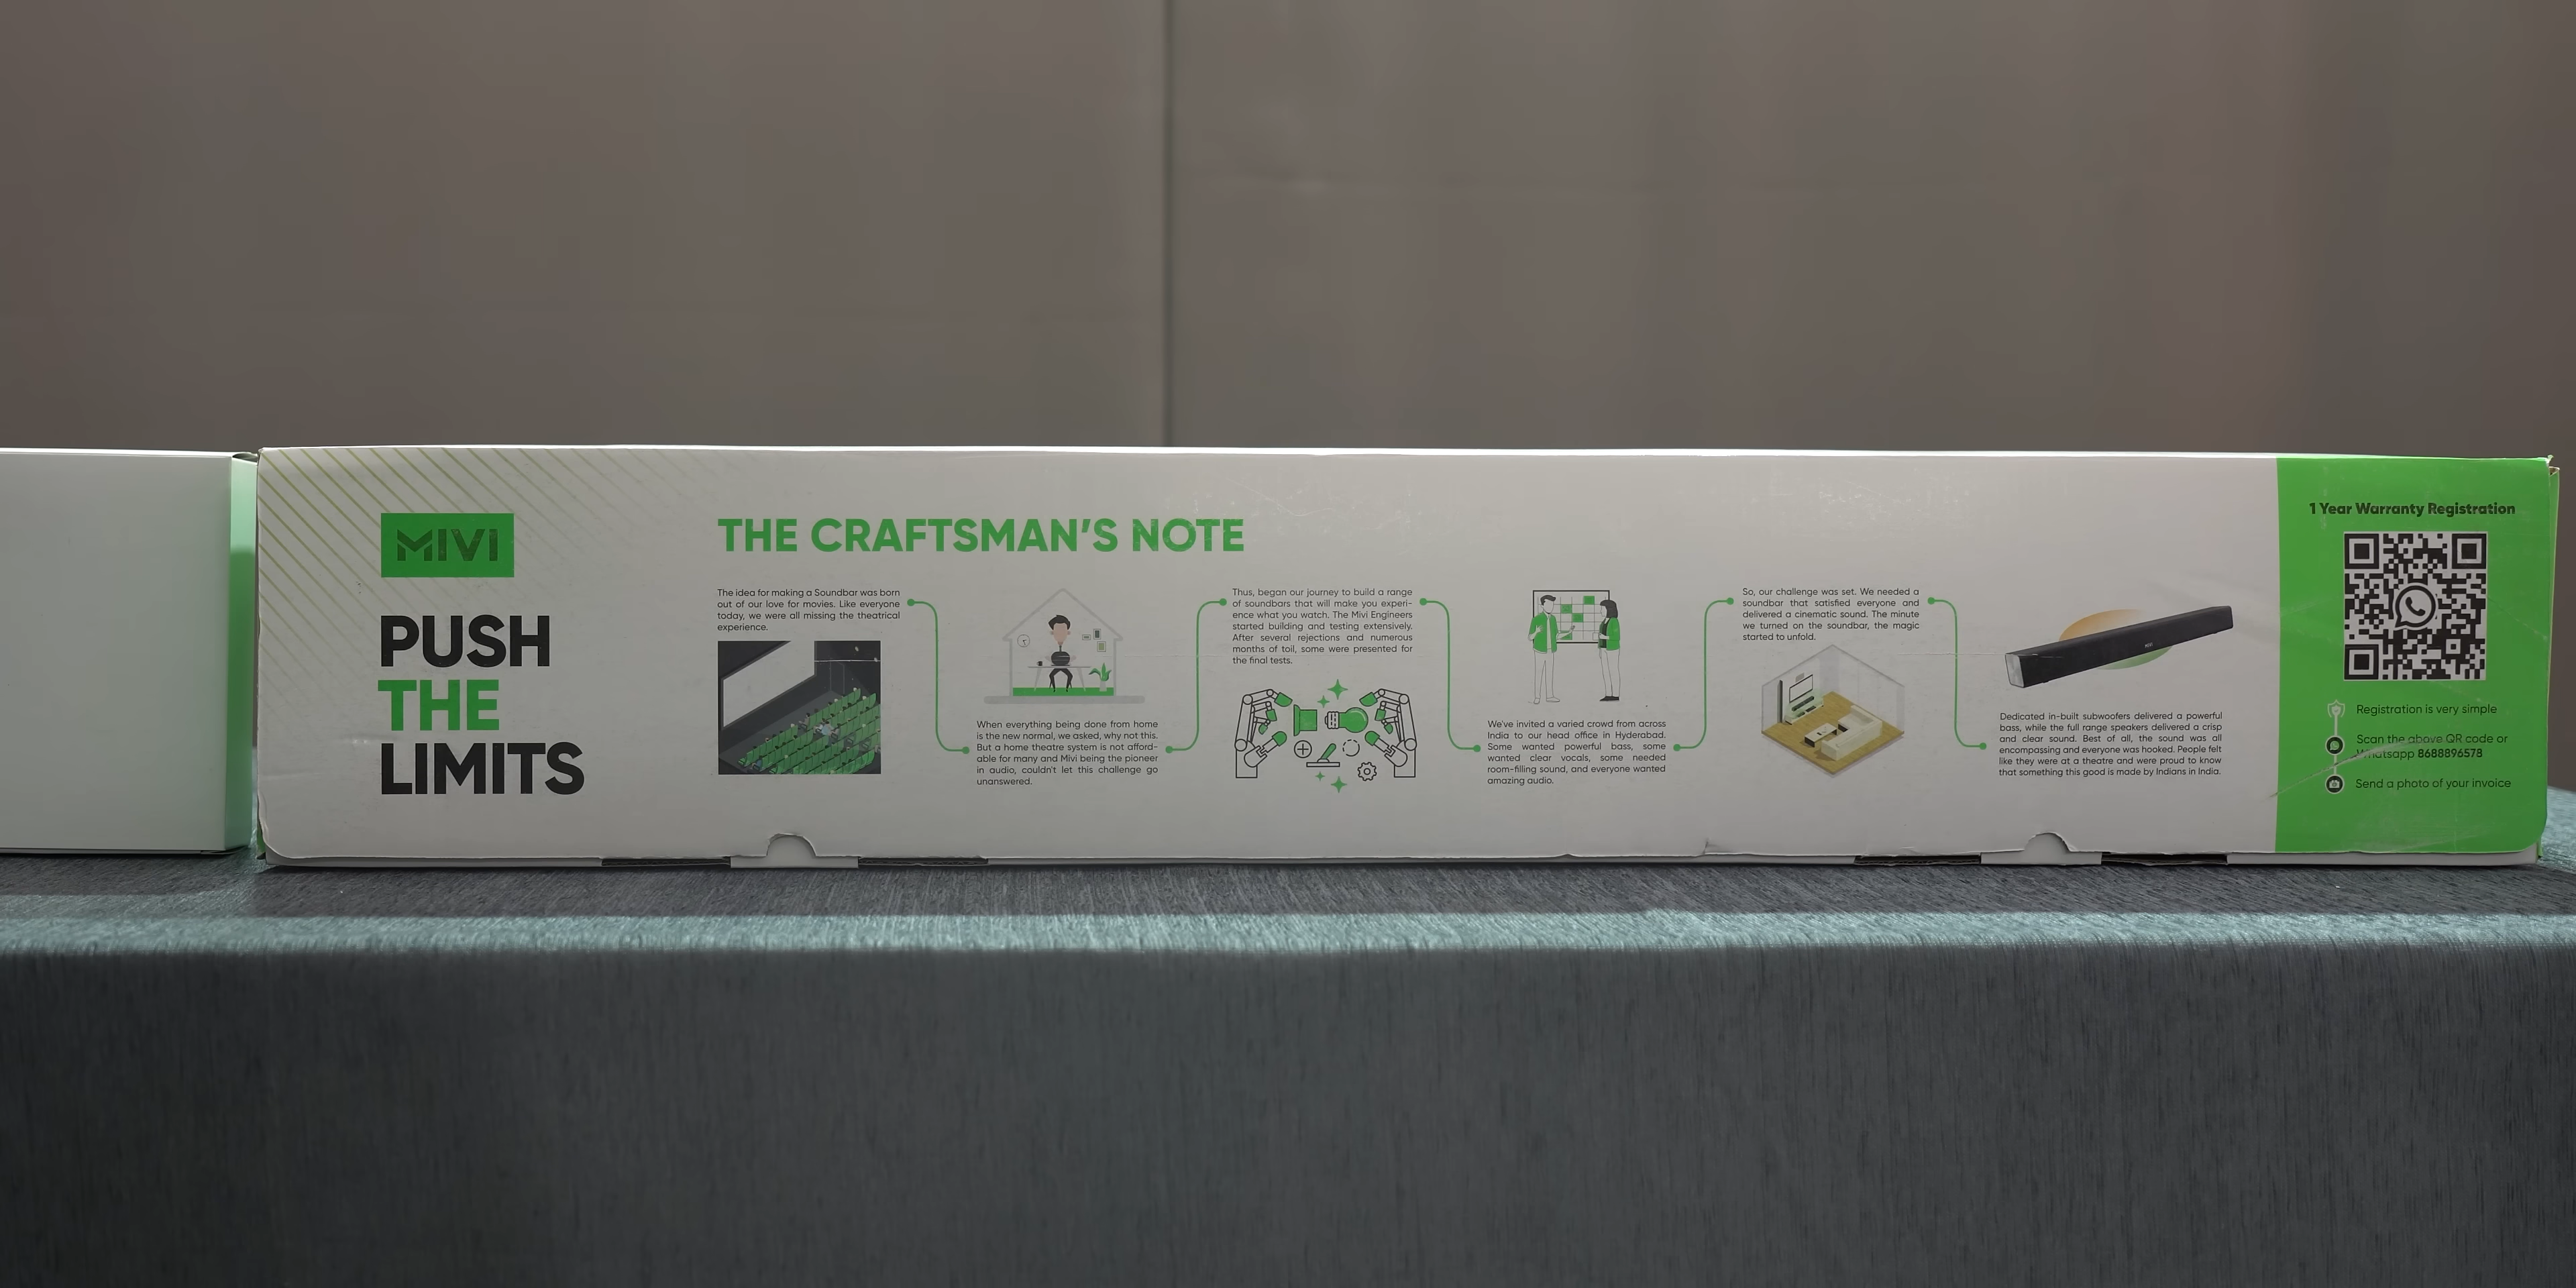 MIVI
PUSH
THE
LIMITS
THE CRAFTSMAN'S NOTE
The idea for making a Soundbar was born
out of our love for movies. Like everyone
today, we were all missing the theatrical
experience.
When everything being done from home
is the new normal, we asked, why not this.
But a home theatre system is not afford-
able for many and Mivi being the pioneer
in audio, couldn't let this challenge go
unanswered.
Thus, began our journey to build a range
of soundbars that will make you experi-
ence what you watch. The Mivi Engineers
started building and testing extensively.
After several rejections and numerous
months of toil, some were presented for
the final tests.
We've invited a varied crowd from across
India to our head office in Hyderabad.
Some wanted powerful bass, some
wanted clear vocals, some needed
room-filling sound, and everyone wanted
amazing audio.
So, our challenge was set. We needed a
soundbar that satisfied everyone and
delivered a cinematic sound. The minute
we turned on the soundbar, the magic
started to unfold.
MIVI
Dedicated in-built subwoofers delivered a powerful
bass, while the full range speakers delivered a crisp
and clear sound. Best of all, the sound was all
encompassing and everyone was hooked. People felt
like they were at a theatre and were proud to know
that something this good is made by Indians in India.
1 Year Warranty Registration
Registration is very simple
Scan the above QR code or
Whatsapp 8688896578
Send a photo of your invoice